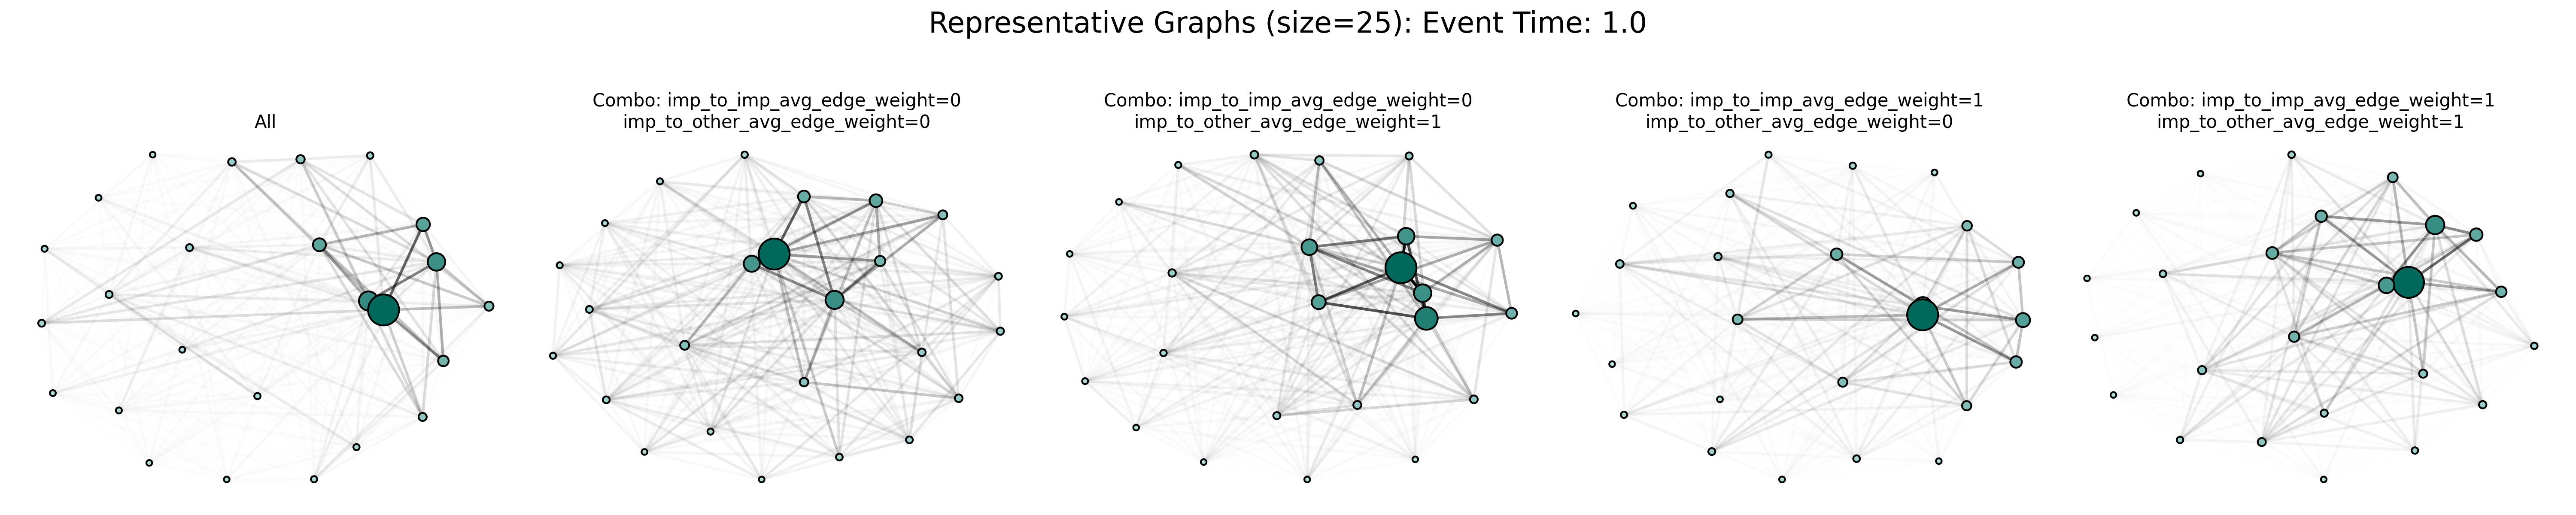 Representative Graphs (size=25): Event Time: 1.0
All
Combo: imp_to_imp_avg_edge_weight=0
imp_to_other_avg_edge_weight=0
Combo: imp_to_imp_avg_edge_weight=0
imp_to_other_avg_edge_weight=1
Combo: imp_to_imp_avg_edge_weight=1
imp_to_other_avg_edge_weight=0
Combo: imp_to_imp_avg_edge_weight=1
imp_to_other_avg_edge_weight=1